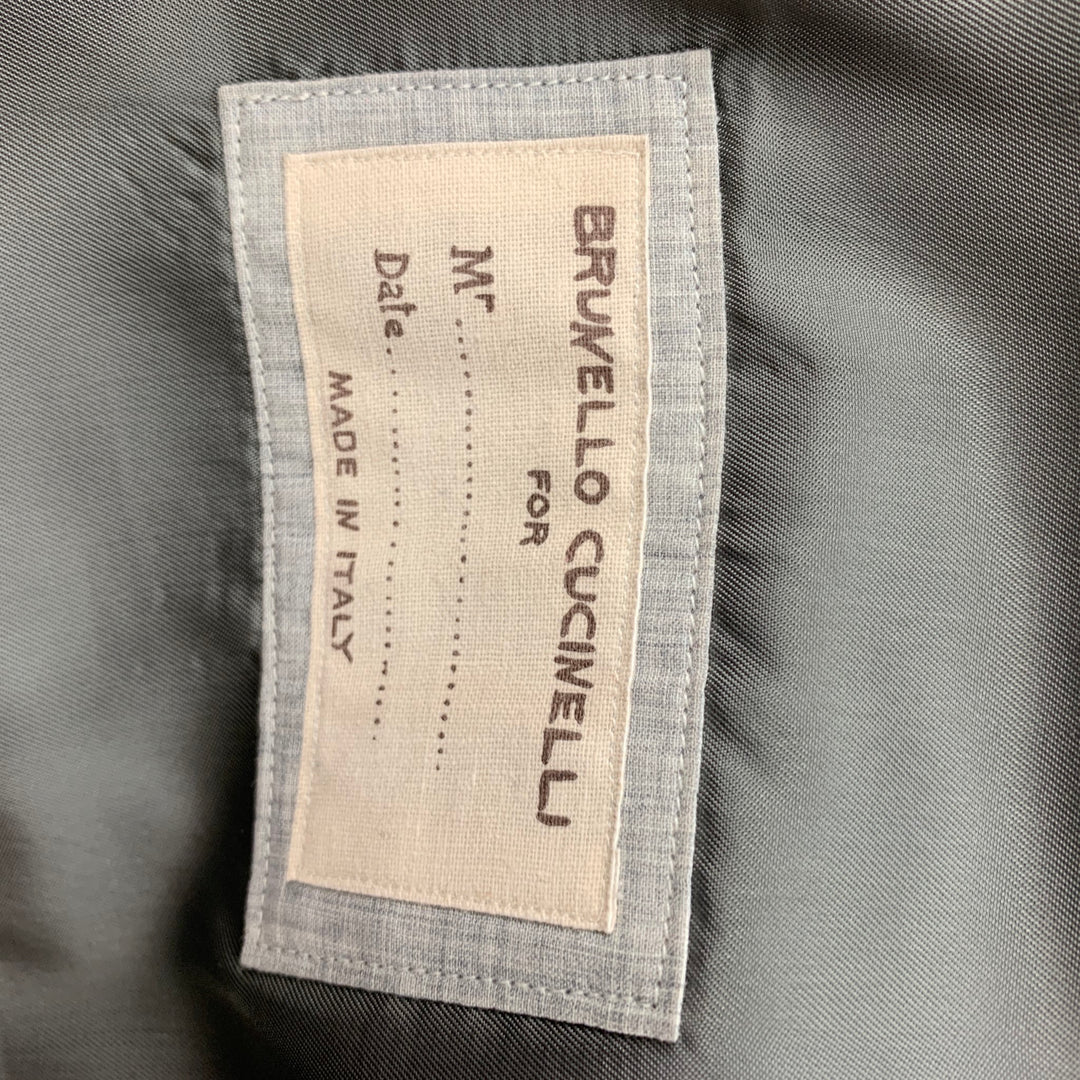 BRUNELLO CUCINELLI
FOR
Mr ..............................
Date ..............................
MADE IN ITALY